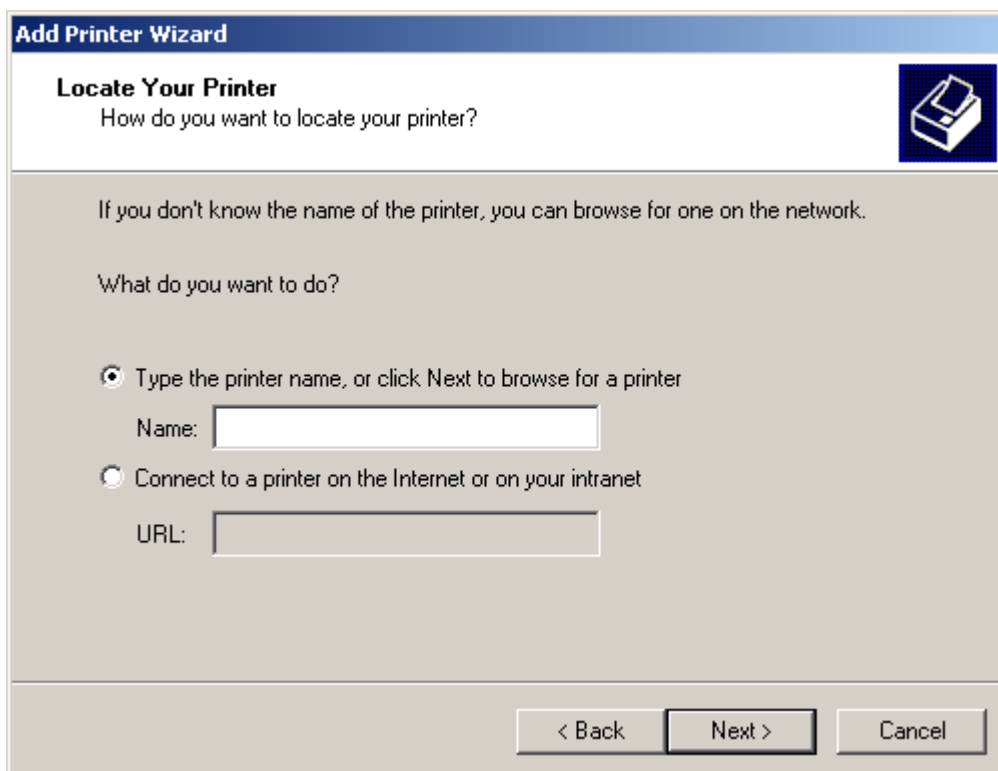 Add Printer Wizard
Locate Your Printer
How do you want to locate your printer?
If you don't know the name of the printer, you can browse for one on the network.
What do you want to do?
Type the printer name, or click Next to browse for a printer
Name:
Connect to a printer on the Internet or on your intranet
URL:
< Back Next > Cancel